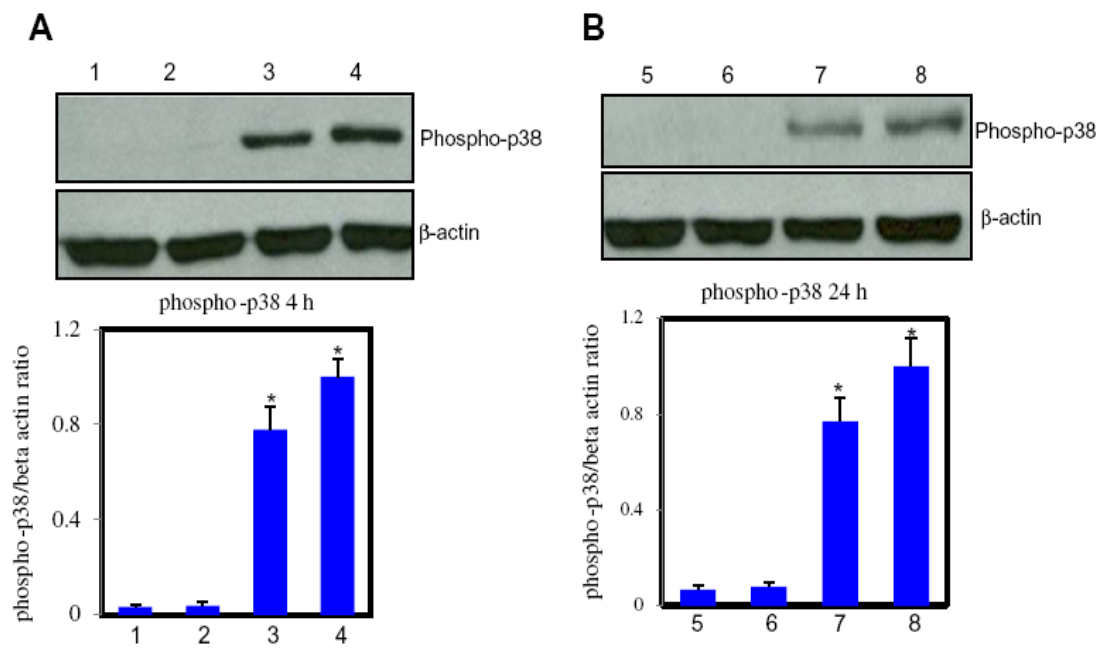 A
1 2 3 4
Phospho-p38
β-actin
phospho-p38 4 h
phospho-p38/beta actin ratio
1.2
0.8
0.4
0
* *
1 2 3 4
B
5 6 7 8
Phospho-p38
β-actin
phospho-p38 24 h
phospho-p38/beta actin ratio
1.2
0.8
0.4
0
* *
5 6 7 8